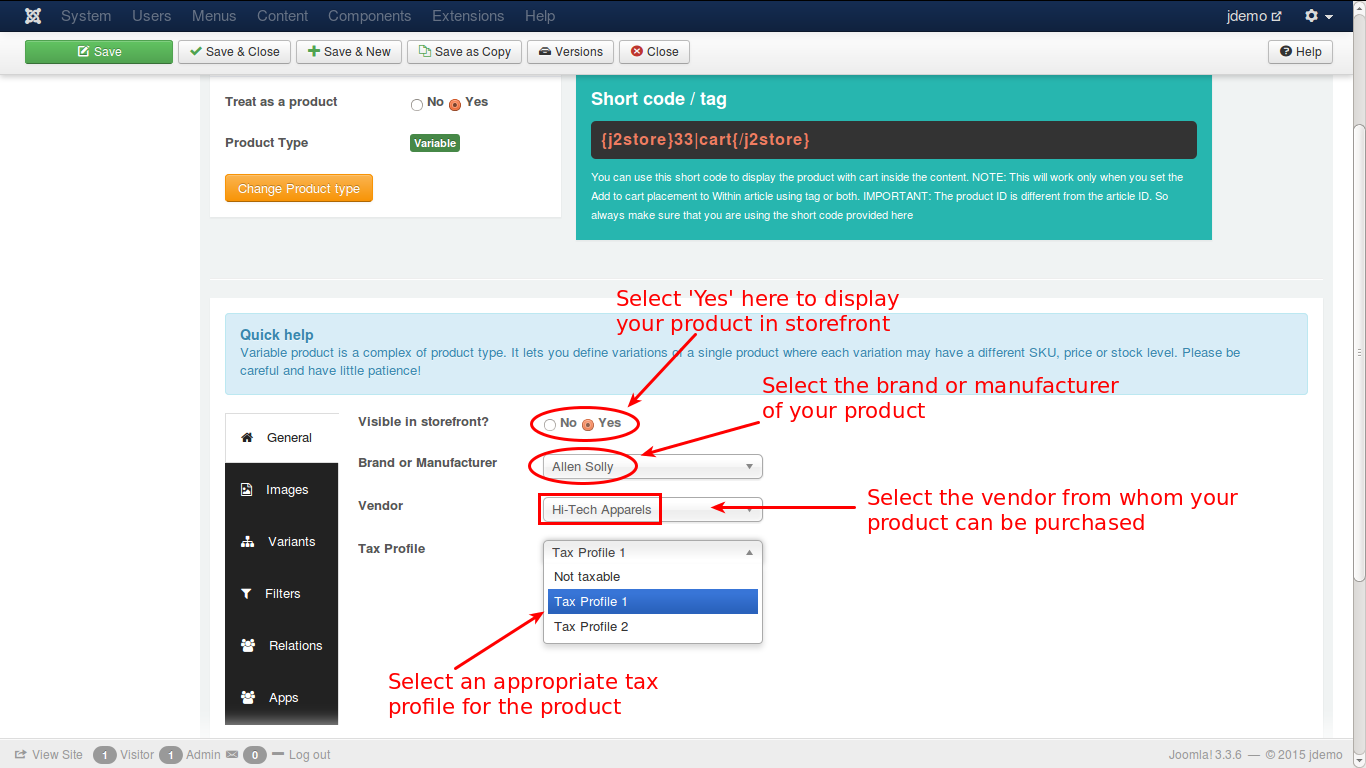 System Users Menus Content Components Extensions Help jdemo
Save Save & Close Save & New Save as Copy Versions Close Help
Treat as a product No Yes
Product Type Variable
Change Product type
Short code / tag
{j2store}33|cart{/j2store}
You can use this short code to display the product with cart inside the content. NOTE: This will work only when you set the
Add to cart placement to Within article using tag or both. IMPORTANT: The product ID is different from the article ID. So
always make sure that you are using the short code provided here
Select 'Yes' here to display
your product in storefront
Quick help
Variable product is a complex of product type. It lets you define variations of a single product where each variation may have a different SKU, price or stock level. Please be
careful and have little patience!
Select the brand or manufacturer
of your product
General
Images
Variants
Filters
Relations
Apps
Visible in storefront? No Yes
Brand or Manufacturer Allen Solly
Vendor Hi-Tech Apparels
Select the vendor from whom your
product can be purchased
Tax Profile Tax Profile 1
Not taxable
Tax Profile 1
Tax Profile 2
Select an appropriate tax
profile for the product
View Site 1 Visitor 1 Admin 0 Log out Joomla! 3.3.6 — © 2015 jdemo